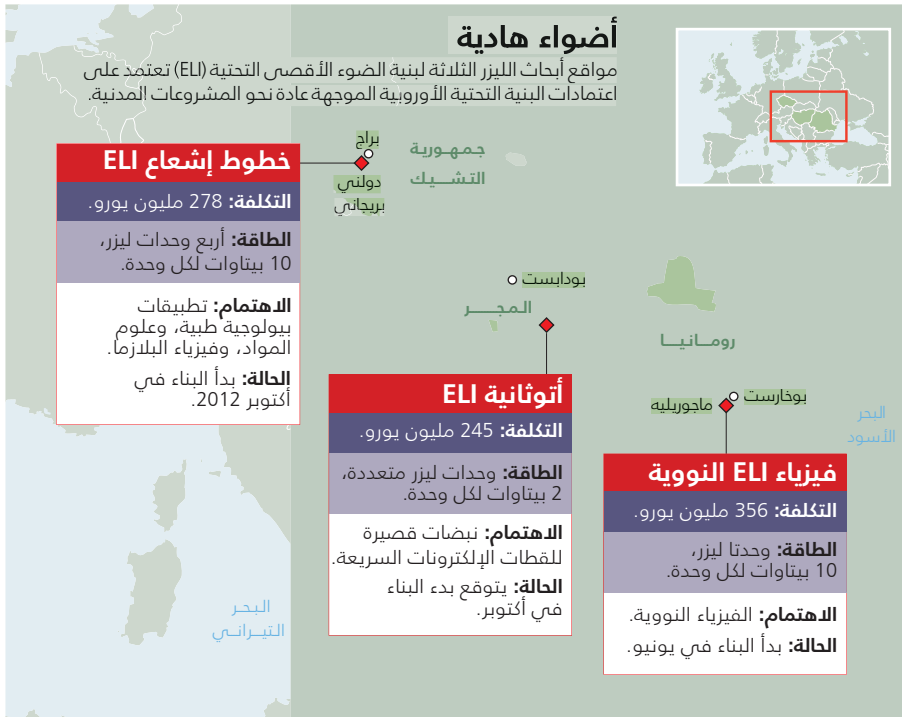 أضواء هادية
مواقع أبحاث الليزر الثلاثة لبنية الضوء الأقصى التحتية (ELI) تعتمد على
اعتمادات البنية التحتية الأوروبية الموجهة عادة نحو المشروعات المدنية.
جمهورية
التشيك
براج
دولني
بريجاني
خطوط إشعاع ELI
التكلفة: 278 مليون يورو.
الطاقة: أربع وحدات ليزر،
10 بيتاوات لكل وحدة.
الاهتمام: تطبيقات
بيولوجية طبية، وعلوم
المواد، وفيزياء البلازما.
الحالة: بدأ البناء في
أكتوبر 2012.
بودابست
المجر
أتوثانية ELI
التكلفة: 245 مليون يورو.
الطاقة: وحدات ليزر متعددة،
2 بيتاوات لكل وحدة.
الاهتمام: نبضات قصيرة
للقطات الإلكترونات السريعة.
الحالة: يتوقع بدء البناء
في أكتوبر.
رومانيا
بوخارست
ماجوريليه
البحر
الأسود
فيزياء ELI النووية
التكلفة: 356 مليون يورو.
الطاقة: وحدتا ليزر،
10 بيتاوات لكل وحدة.
الاهتمام: الفيزياء النووية.
الحالة: بدأ البناء في يونيو.
البحر
التيراني